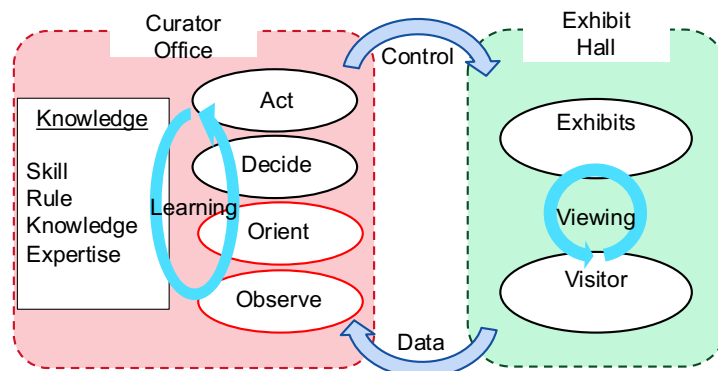 Curator
Office
Control
Exhibit
Hall
Knowledge
Skill
Rule
Knowledge
Expertise
Act
Decide
Learning
Orient
Observe
Exhibits
Viewing
Visitor
Data